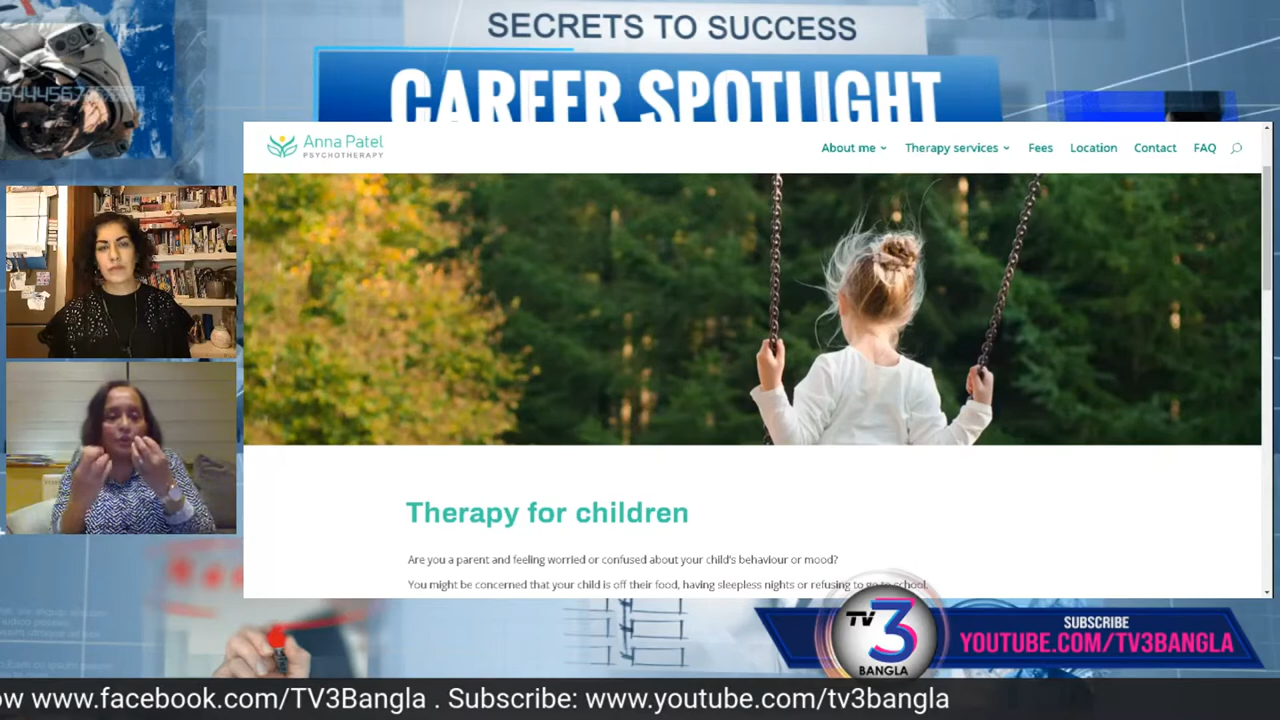 SECRETS TO SUCCESS
CAREER SPOTLIGHT
6444567
Anna Patel
PSYCHOTHERAPY
About me
Therapy services
Fees
Location
Contact
FAQ
Therapy for children
Are you a parent and feeling worried or confused about your child's behaviour or mood?
You might be concerned that your child is off their food, having sleepless nights or refusing to go to school.
TV3
BANGLA
SUBSCRIBE
YOUTUBE.COM/TV3BANGLA
ow www.facebook.com/TV3Bangla . Subscribe: www.youtube.com/tv3bangla